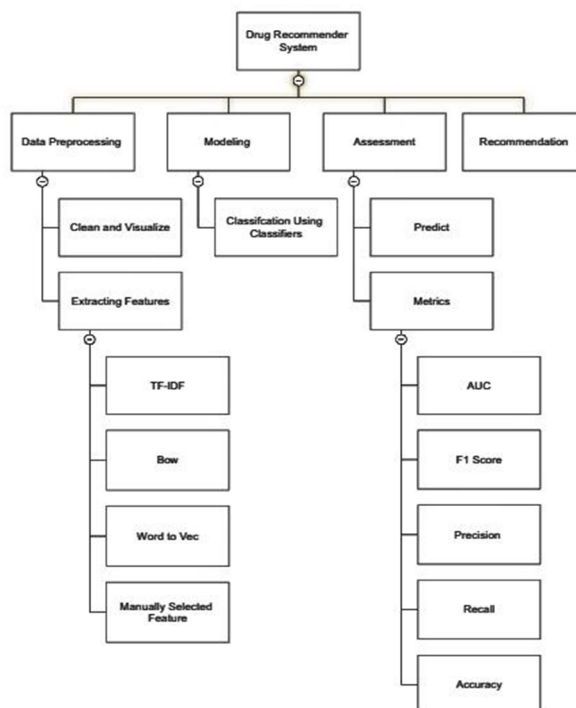 Drug Recommender
System
Data Preprocessing
Modeling
Assessment
Recommendation
Clean and Visualize
Classifcation Using
Classifiers
Predict
Extracting Features
Metrics
TF-IDF
AUC
Bow
F1 Score
Word to Vec
Precision
Manually Selected
Feature
Recall
Accuracy